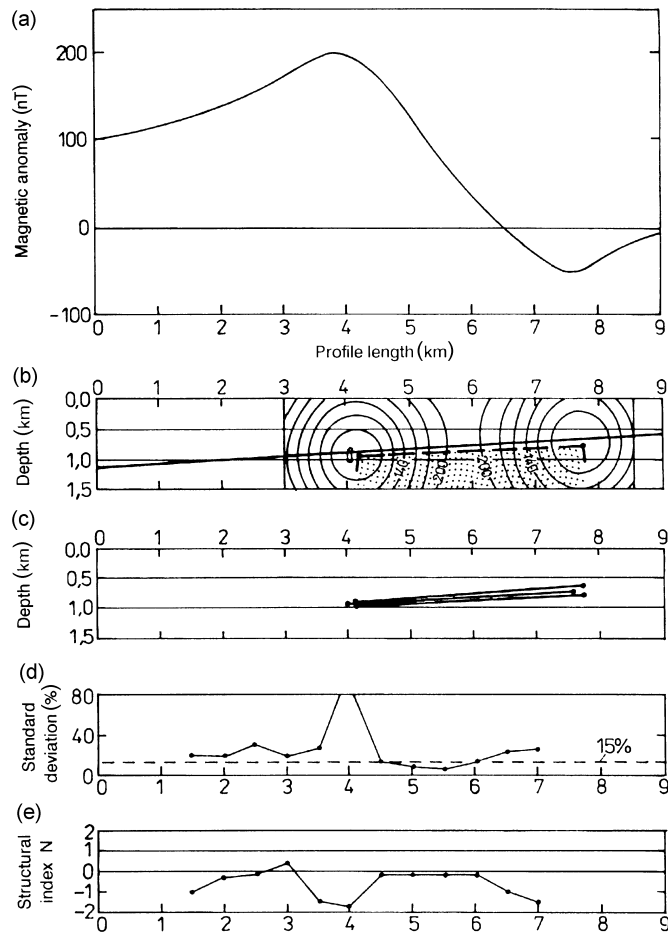 (a)
Magnetic anomaly (nT)
200
100
0
-100
0 1 2 3 4 5 6 7 8 9
Profile length (km)
(b)
0 1 2 3 4 5 6 7 8 9
Depth (km)
0,0
0,5
1,0
1,5
140 200 200 140
(c)
0 1 2 3 4 5 6 7 8 9
Depth (km)
0,0
0,5
1,0
1,5
(d)
Standard
deviation (%)
80
40
0
15%
0 1 2 3 4 5 6 7 8 9
(e)
Structural
index N
2
1
0
-1
-2
0 1 2 3 4 5 6 7 8 9